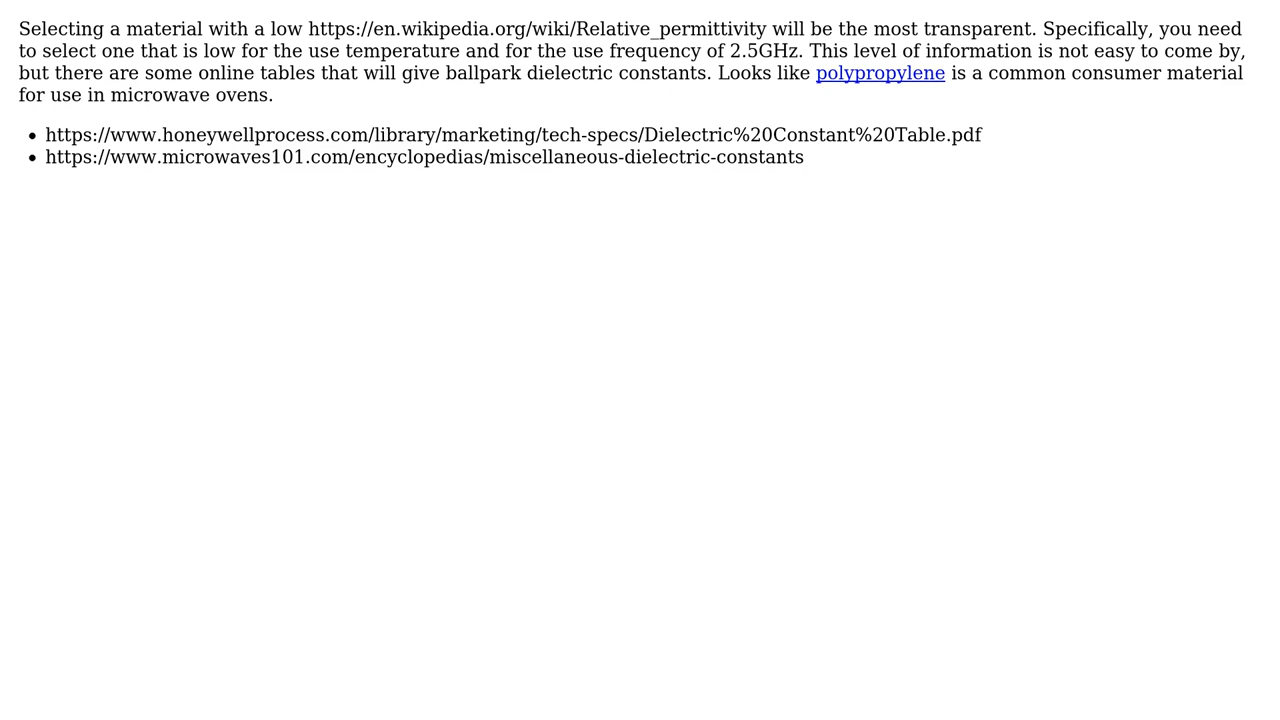 Selecting a material with a low https://en.wikipedia.org/wiki/Relative_permittivity will be the most transparent. Specifically, you need
to select one that is low for the use temperature and for the use frequency of 2.5GHz. This level of information is not easy to come by,
but there are some online tables that will give ballpark dielectric constants. Looks like polypropylene is a common consumer material
for use in microwave ovens.
• https://www.honeywellprocess.com/library/marketing/tech-specs/Dielectric%20Constant%20Table.pdf
• https://www.microwaves101.com/encyclopedias/miscellaneous-dielectric-constants